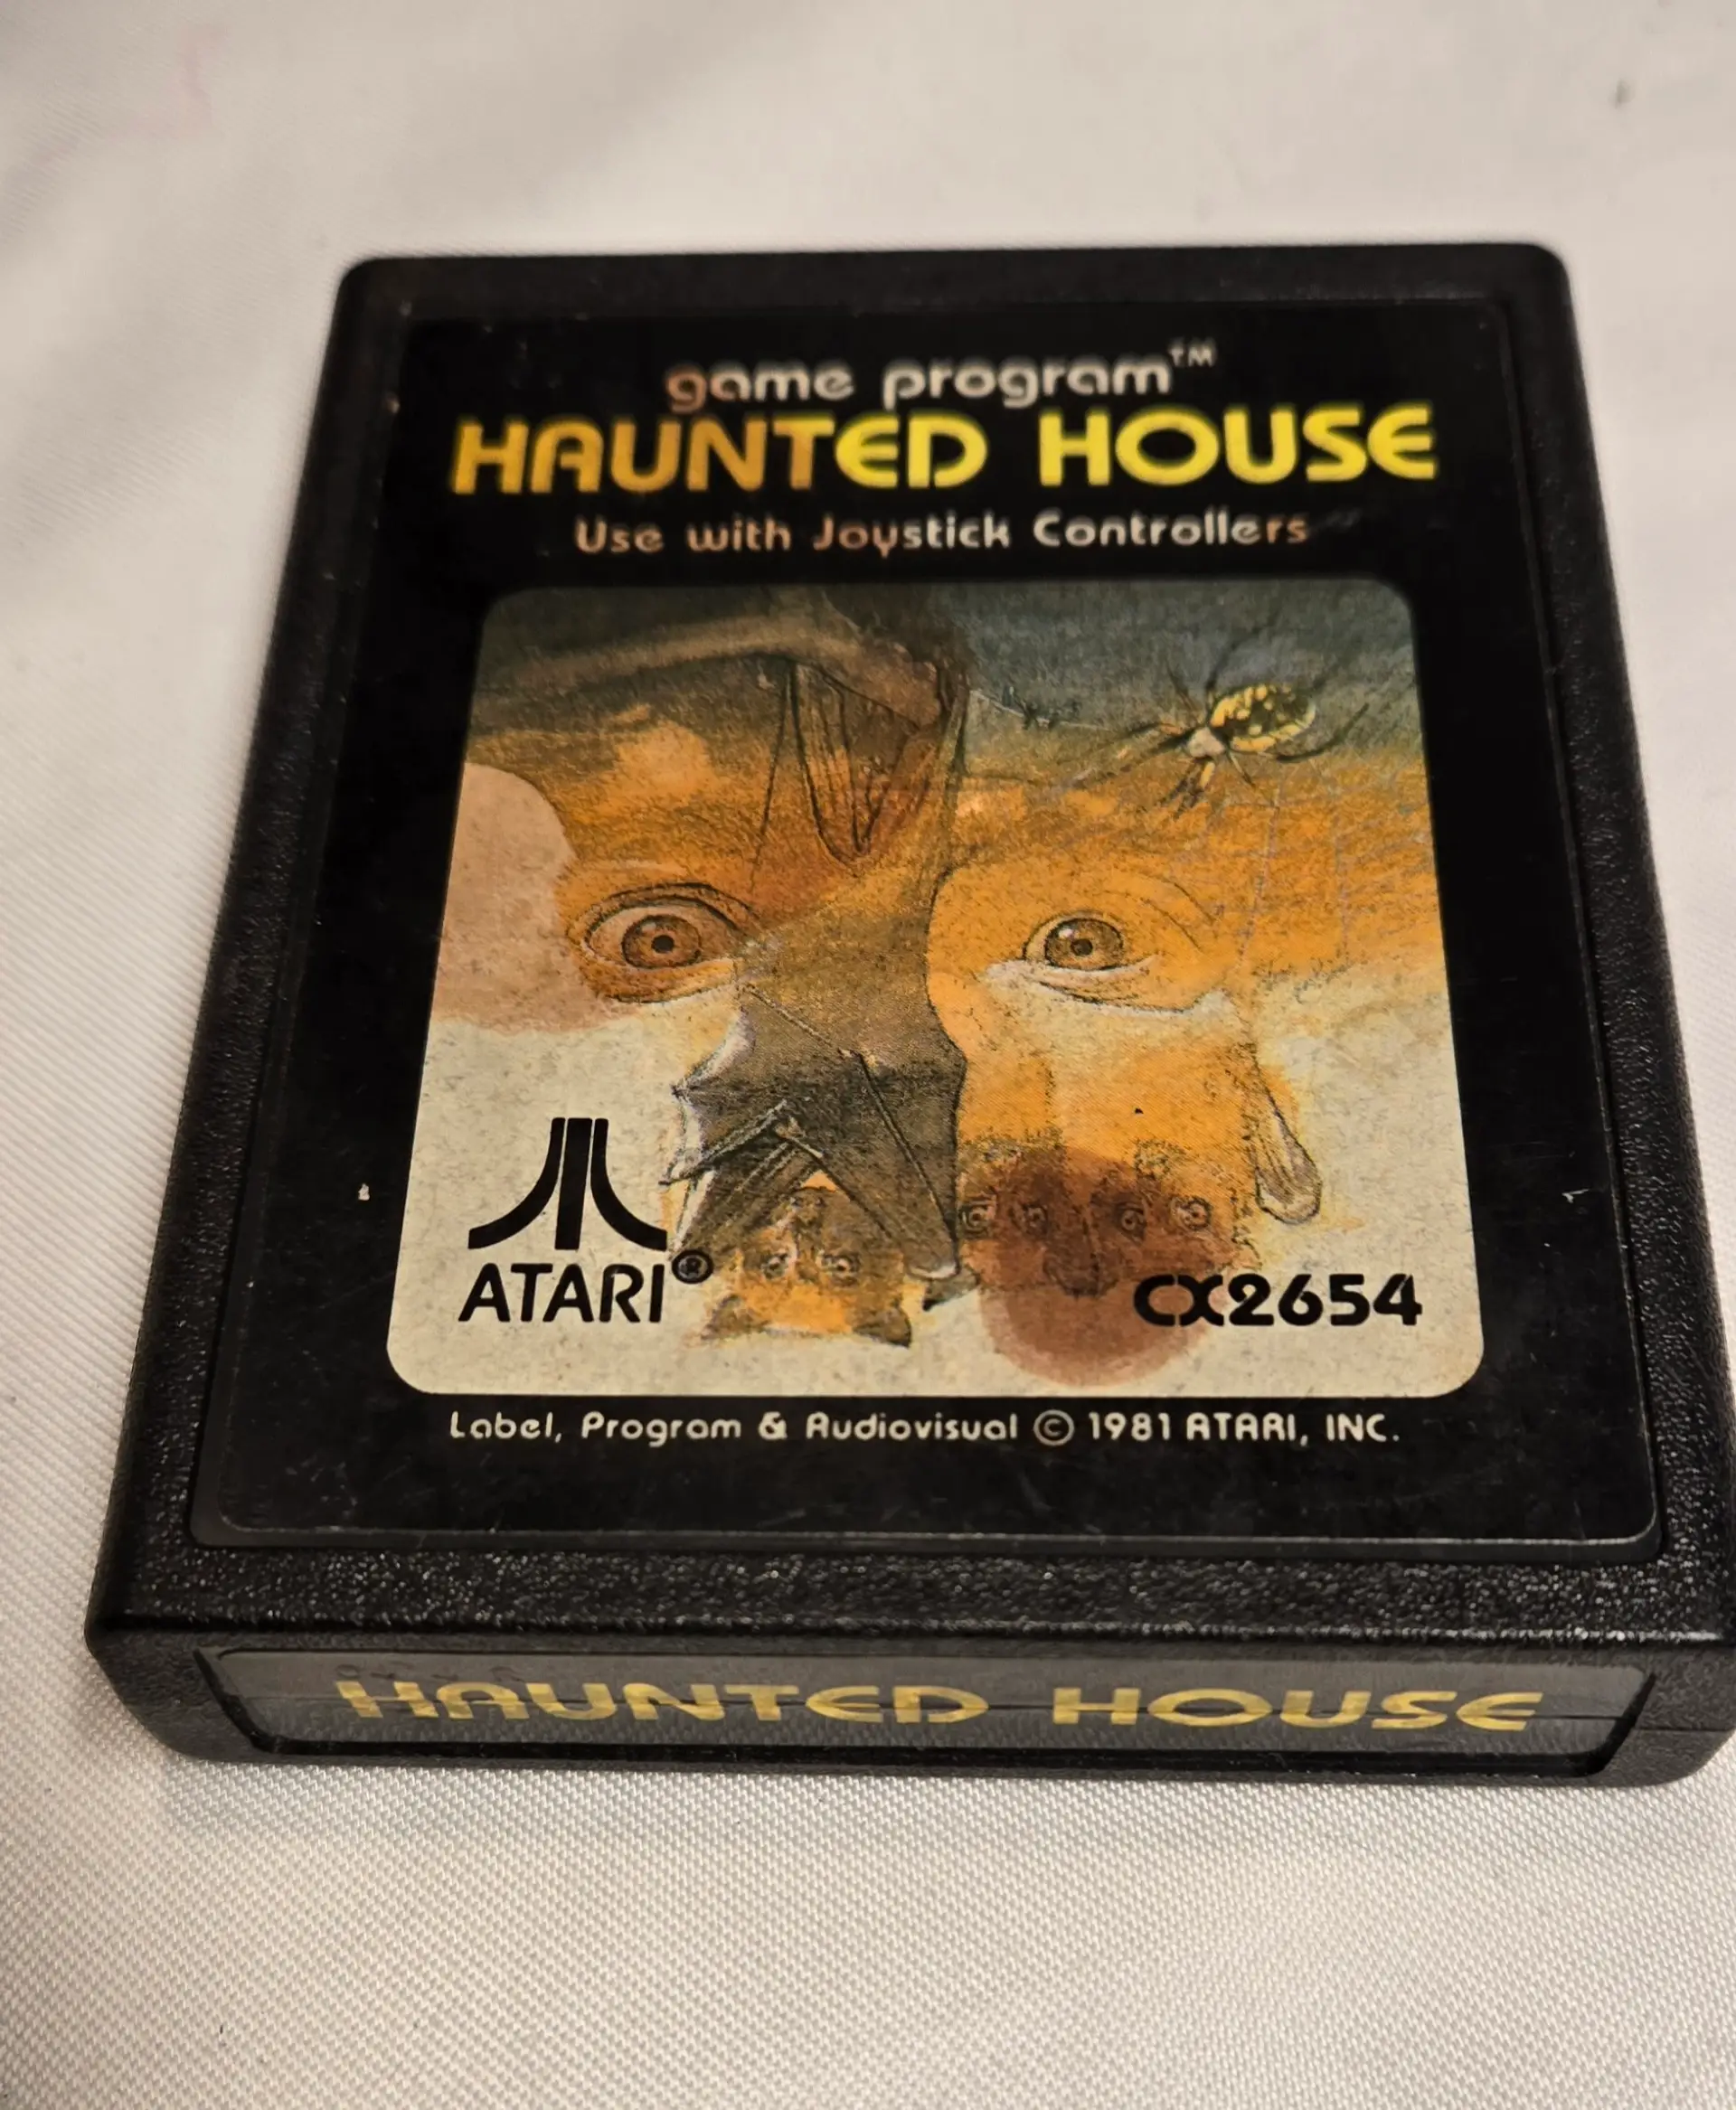 game program™
HAUNTED HOUSE
Use with Joystick Controllers
ATARI®
CX2654
Label, Program & Audiovisual © 1981 ATARI, INC.
HAUNTED HOUSE